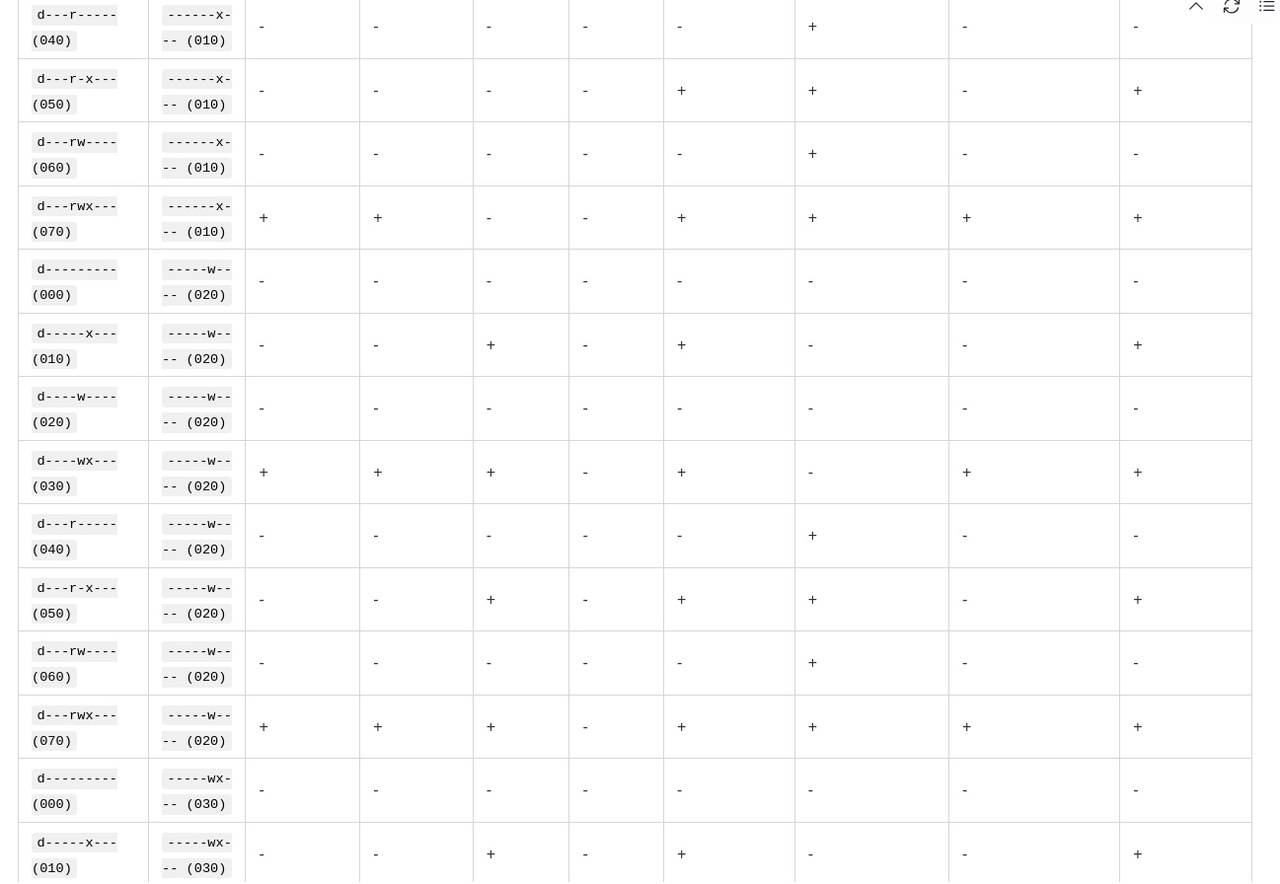 d---r----- ------x- - - - - - + - -
(040) -- (010)
d---r-x--- ------x- - - - - + + - +
(050) -- (010)
d---rw---- ------x- - - - - - + - -
(060) -- (010)
d---rwx--- ------x- + + - - + + + +
(070) -- (010)
d--------- -----w-- - - - - - - - -
(000) -- (020)
d-----x--- -----w-- - - + - + - - +
(010) -- (020)
d----w---- -----w-- - - - - - - - -
(020) -- (020)
d----wx--- -----w-- + + + - + - + +
(030) -- (020)
d---r----- -----w-- - - - - - + - -
(040) -- (020)
d---r-x--- -----w-- - - + - + + - +
(050) -- (020)
d---rw---- -----w-- - - - - - + - -
(060) -- (020)
d---rwx--- -----w-- + + + - + + + +
(070) -- (020)
d--------- -----wx- - - - - - - - -
(000) -- (030)
d-----x--- -----wx- - - + - + - - +
(010) -- (030)